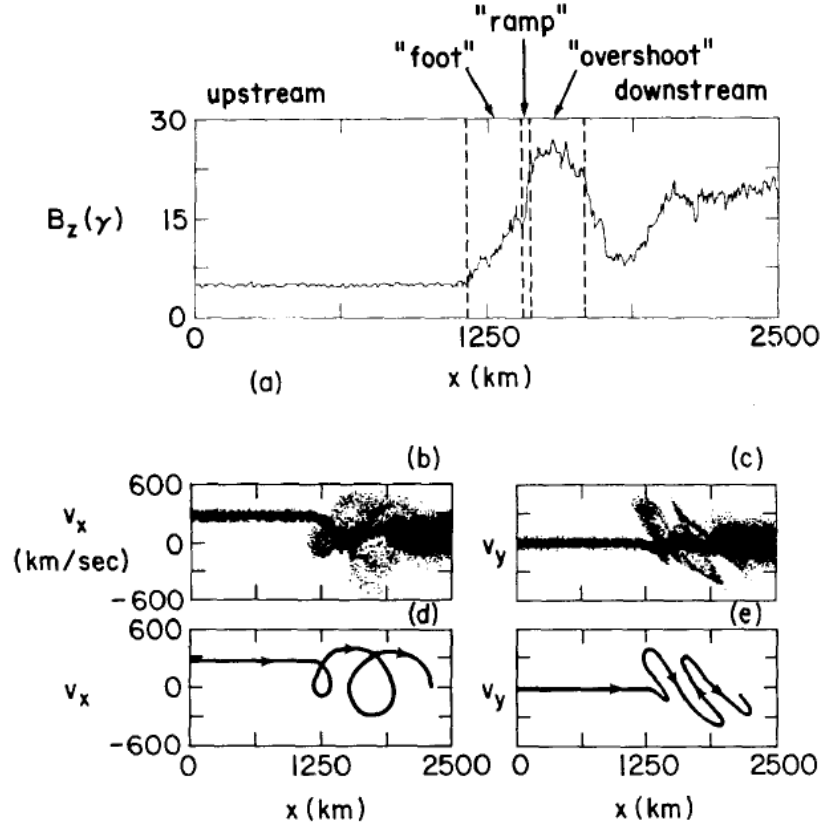 "ramp"
"foot" "overshoot"
upstream downstream
30
B_z(γ) 15
0
0 1250 2500
(a) x (km)
(b) (c)
600
v_x 0 v_y
(km/sec)
-600
(d) (e)
600
v_x 0 v_y
-600
0 1250 2500 0 1250 2500
x (km) x (km)